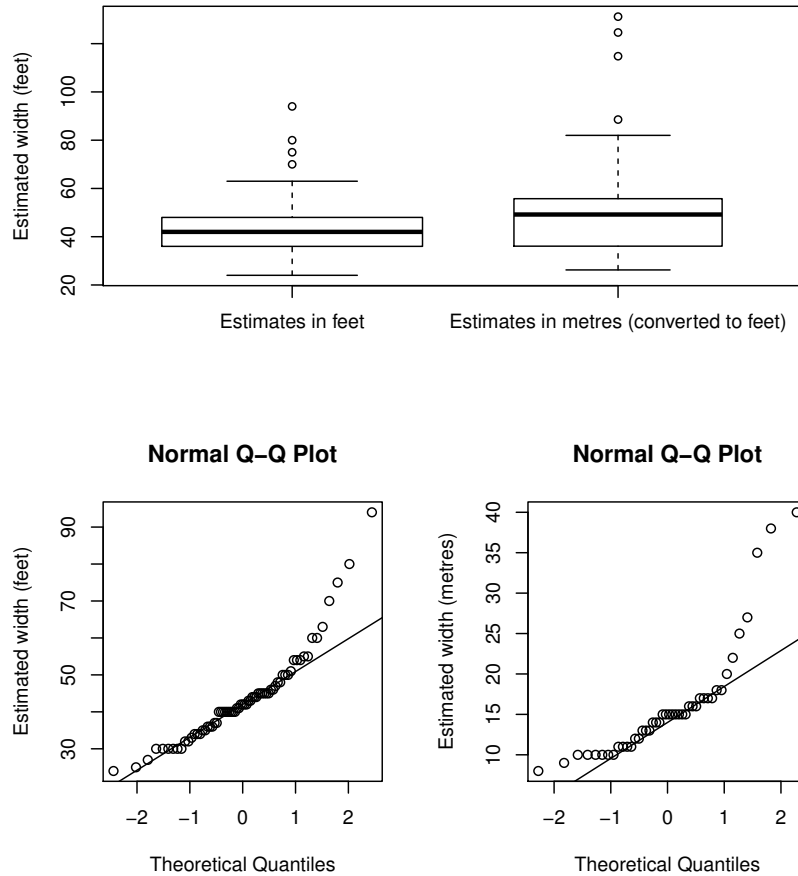 Estimated width (feet)
100
80
60
40
20
Estimates in feet
Estimates in metres (converted to feet)
Normal Q–Q Plot
Estimated width (feet)
90
70
50
30
−2 −1 0 1 2
Theoretical Quantiles
Normal Q–Q Plot
Estimated width (metres)
40
35
30
25
20
15
10
−2 −1 0 1 2
Theoretical Quantiles